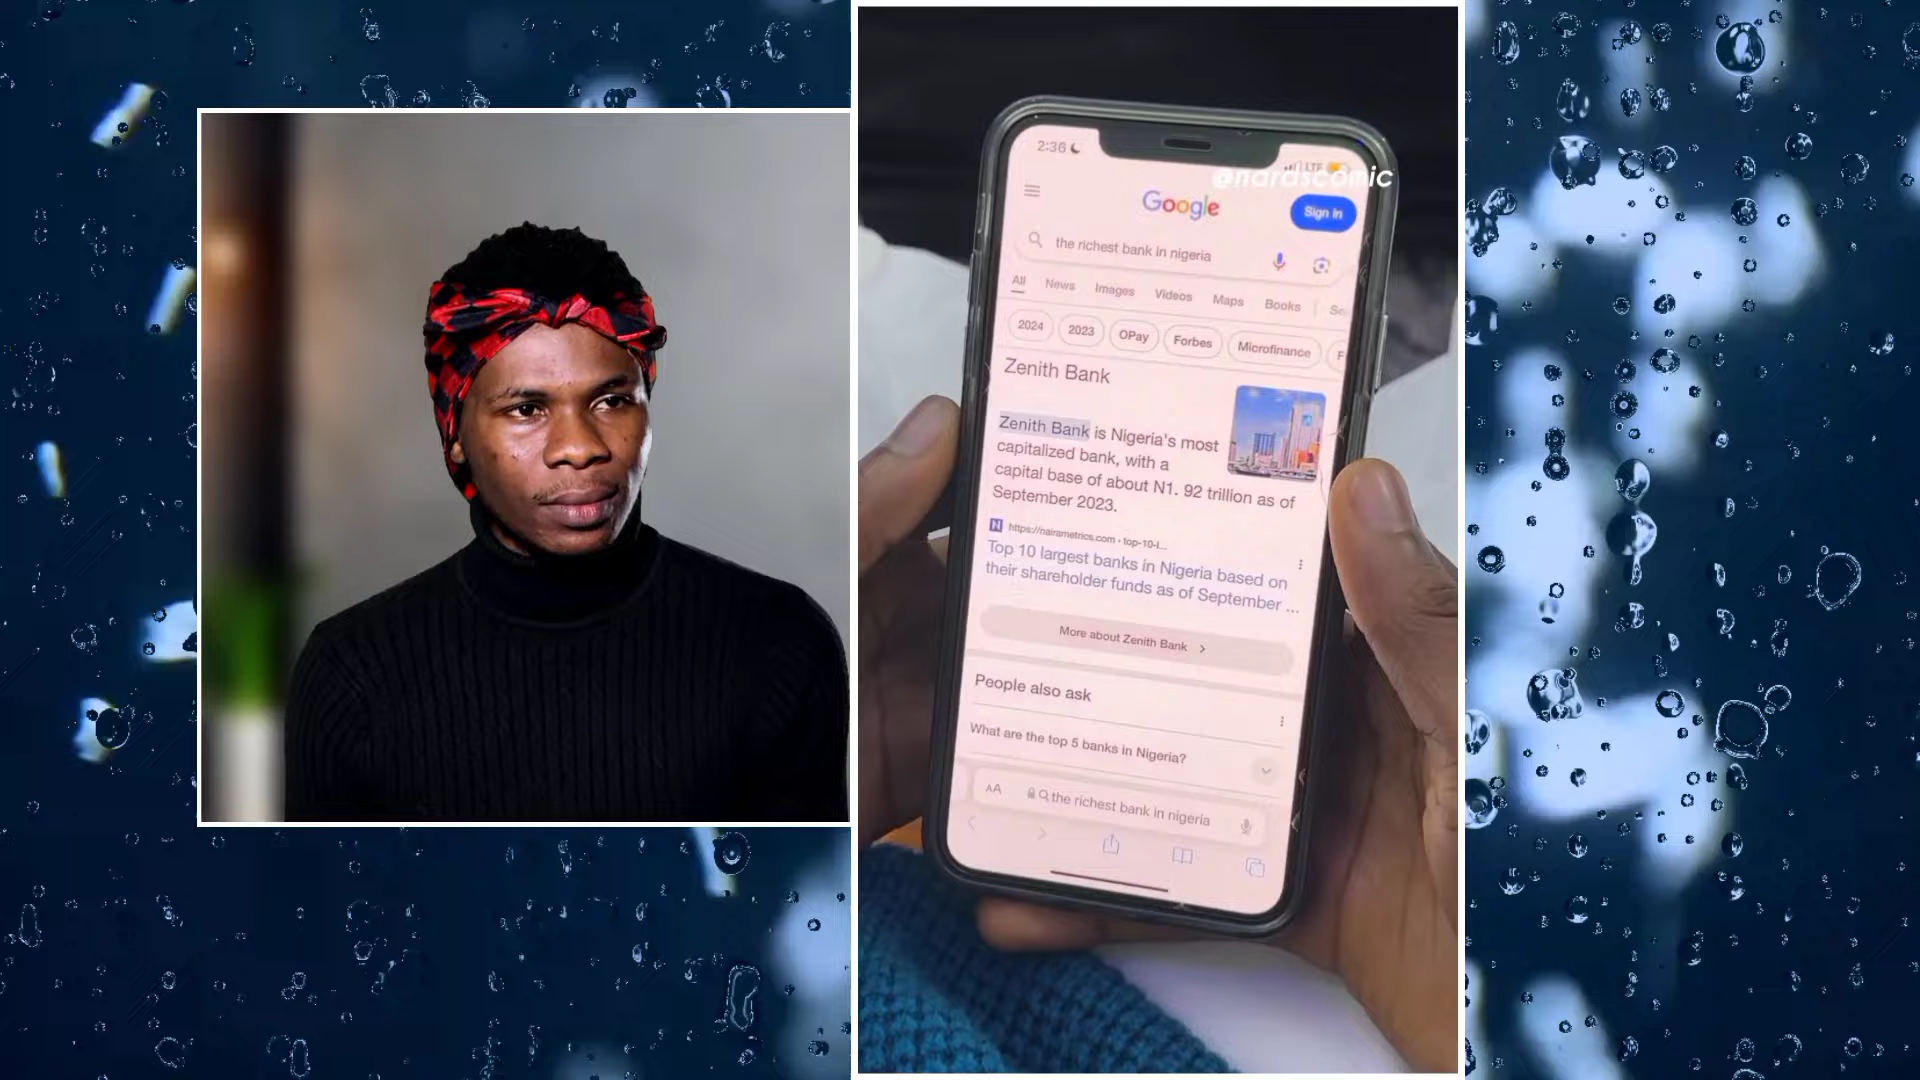 2:36
LTE
@nardscomic
Google
Sign in
the richest bank in nigeria
All News Images Videos Maps Books
2024 2023 OPay Forbes Microfinance
Zenith Bank
Zenith Bank is Nigeria's most
capitalized bank, with a
capital base of about N1. 92 trillion as of
September 2023.
N https://nairametrics.com › top-10-l...
Top 10 largest banks in Nigeria based on
their shareholder funds as of September ...
More about Zenith Bank >
People also ask
What are the top 5 banks in Nigeria?
AA the richest bank in nigeria